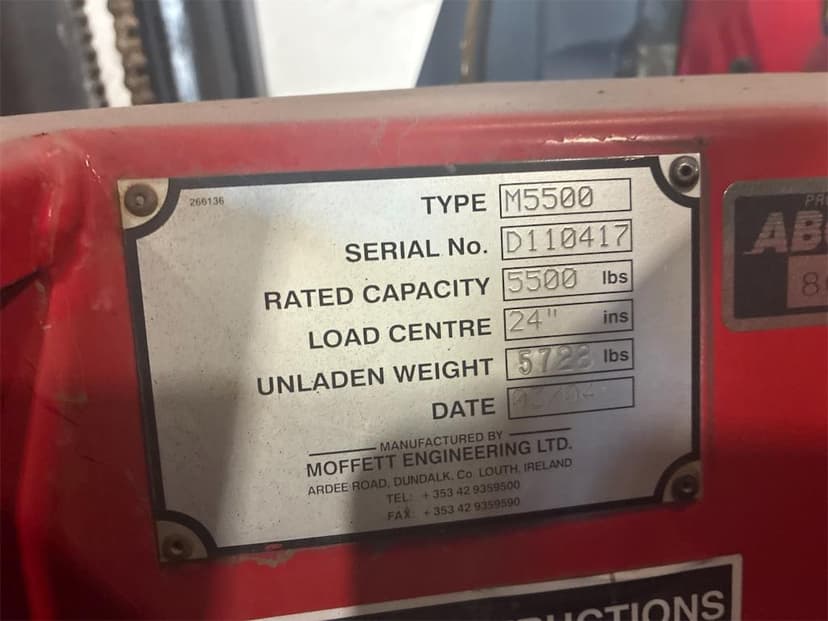 266136
TYPE M5500
SERIAL No. D110417
RATED CAPACITY 5500 lbs
LOAD CENTRE 24" ins
UNLADEN WEIGHT lbs
DATE
MANUFACTURED BY
MOFFETT ENGINEERING LTD.
ARDEE ROAD, DUNDALK, Co. LOUTH, IRELAND
TEL: +353 42 9359500
FAX: +353 42 9359590